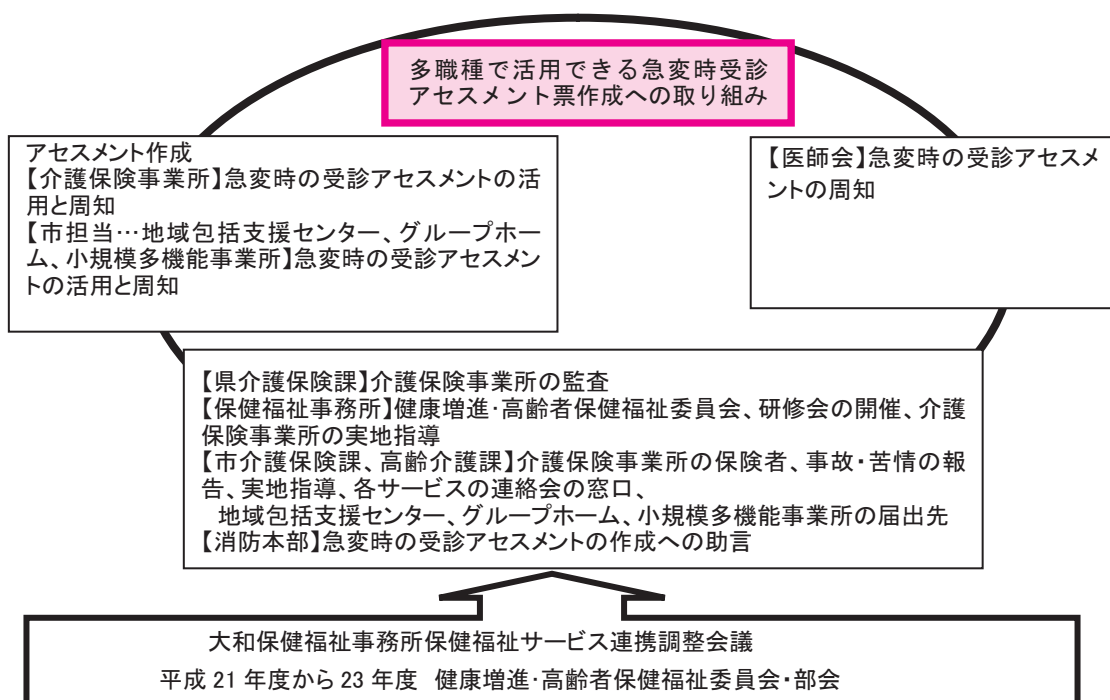 多職種で活用できる急変時受診
アセスメント票作成への取り組み
アセスメント作成
【介護保険事業所】急変時の受診アセスメントの活
用と周知
【市担当…地域包括支援センター、グループホー
ム、小規模多機能事業所】急変時の受診アセスメン
トの活用と周知
【医師会】急変時の受診アセスメ
ントの周知
【県介護保険課】介護保険事業所の監査
【保健福祉事務所】健康増進・高齢者保健福祉委員会、研修会の開催、介護
保険事業所の実地指導
【市介護保険課、高齢介護課】介護保険事業所の保険者、事故・苦情の報
告、実地指導、各サービスの連絡会の窓口、
地域包括支援センター、グループホーム、小規模多機能事業所の届出先
【消防本部】急変時の受診アセスメントの作成への助言
大和保健福祉事務所保健福祉サービス連携調整会議
平成 21 年度から 23 年度 健康増進・高齢者保健福祉委員会・部会